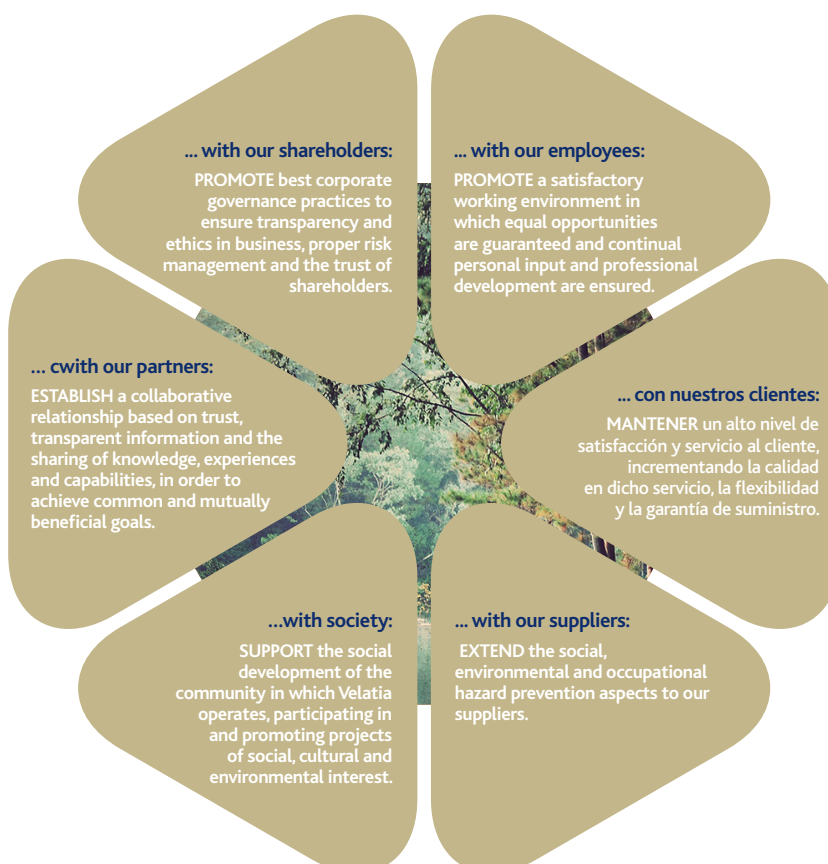 ... with our shareholders:
PROMOTE best corporate
governance practices to
ensure transparency and
ethics in business, proper risk
management and the trust of
shareholders.
... with our employees:
PROMOTE a satisfactory
working environment in
which equal opportunities
are guaranteed and continual
personal input and professional
development are ensured.
... cwith our partners:
ESTABLISH a collaborative
relationship based on trust,
transparent information and the
sharing of knowledge, experiences
and capabilities, in order to
achieve common and mutually
beneficial goals.
... con nuestros clientes:
MANTENER un alto nivel de
satisfacción y servicio al cliente,
incrementando la calidad
en dicho servicio, la flexibilidad
y la garantía de suministro.
...with society:
SUPPORT the social
development of the
community in which Velatia
operates, participating in
and promoting projects
of social, cultural and
environmental interest.
... with our suppliers:
EXTEND the social,
environmental and occupational
hazard prevention aspects to our
suppliers.